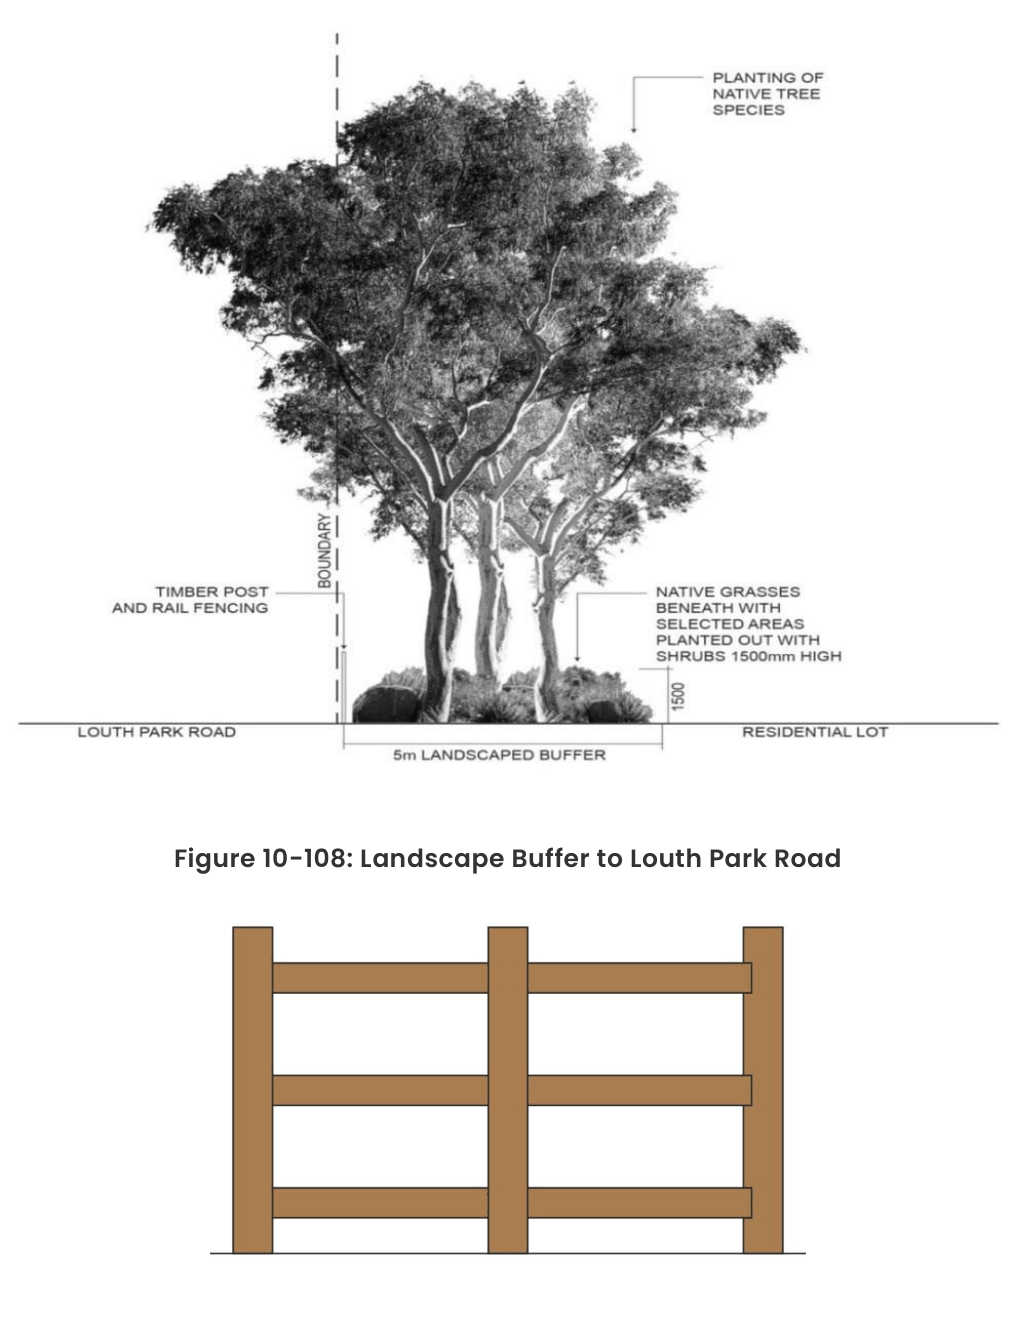 PLANTING OF
NATIVE TREE
SPECIES
BOUNDARY
TIMBER POST
AND RAIL FENCING
NATIVE GRASSES
BENEATH WITH
SELECTED AREAS
PLANTED OUT WITH
SHRUBS 1500mm HIGH
1500
LOUTH PARK ROAD
RESIDENTIAL LOT
5m LANDSCAPED BUFFER
Figure 10-108: Landscape Buffer to Louth Park Road